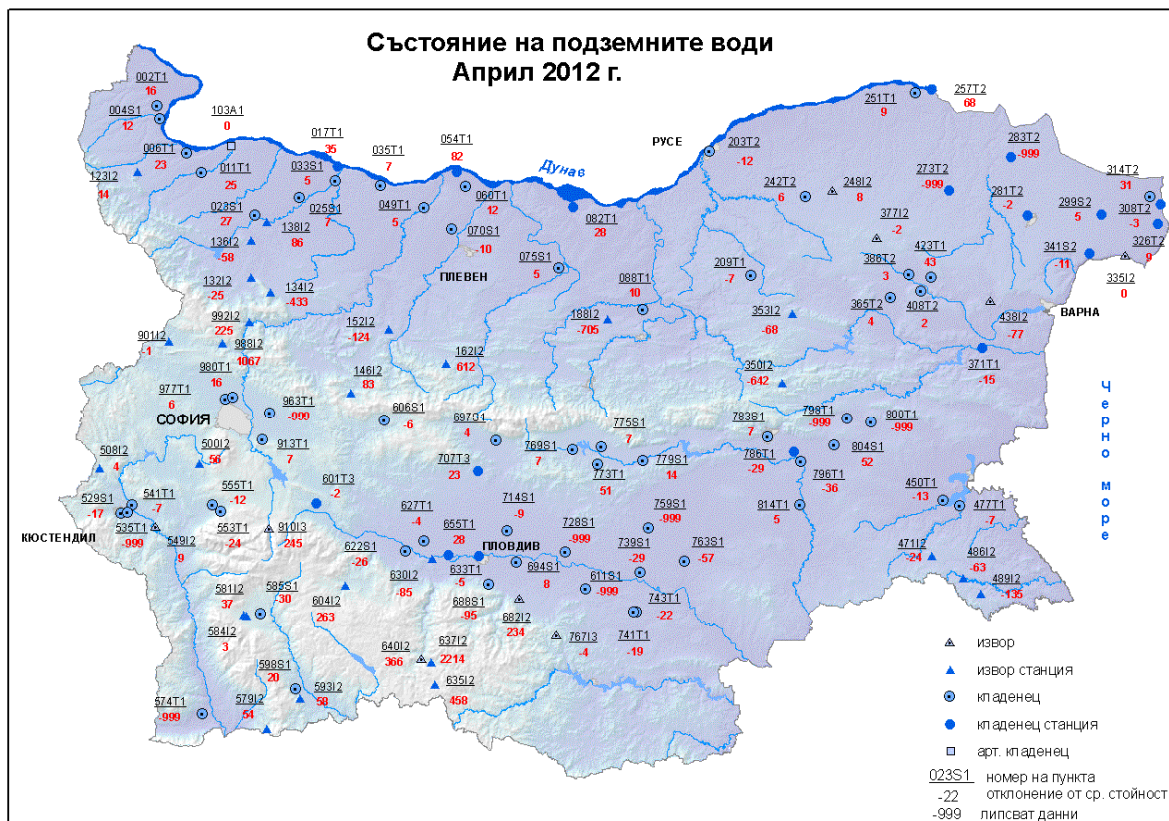 Състояние на подземните води
Април 2012 г.
002T1
16
004S1
12
103A1
0
017T1
35
035T1
7
054T1
82
Дунав
РУСЕ
203T2
-12
251T1
9
257T2
68
283T2
-999
273T2
-999
314T2
31
006T1
23
123I2
14
011T1
25
033S1
5
023S1
27
025S1
7
138I2
86
049T1
5
060T1
12
070S1
-10
082T1
28
242T2
6
248I2
8
281T2
-2
299S2
5
308T2
-3
326T2
9
377I2
-2
136I2
58
132I2
-25
134I2
-433
ПЛЕВЕН
075S1
5
088T1
10
209T1
-7
386T2
3
423T1
43
341S2
-11
335I2
0
ВАРНА
365T2
4
408T2
2
438I2
-77
353I2
-68
188I2
-705
992I2
225
901I2
-1
988I2
1067
152I2
-124
162I2
612
350I2
-642
371T1
-15
980T1
16
977T1
6
146I2
83
СОФИЯ
963T1
-999
606S1
-6
697S1
4
775S1
7
783S1
7
798T1
-999
800T1
-999
Черно море
913T1
7
500I2
56
508I2
4
707T3
23
769S1
7
773T1
51
779S1
14
786T1
-29
804S1
52
796T1
-36
529S1
-17
541T1
-7
555T1
-12
601T3
-2
627T1
-4
714S1
-9
759S1
-999
814T1
5
450T1
-13
477T1
-7
КЮСТЕНДИЛ
535T1
-999
549I2
9
553T1
-24
910I3
245
655T1
28
ПЛОВДИВ
728S1
-999
622S1
-26
739S1
-29
763S1
-57
471I2
-24
486I2
-63
489I2
-135
581I2
37
585S1
-30
604I2
263
630I2
-85
633T1
-5
694S1
8
611S1
-999
688S1
-95
743T1
-22
682I2
234
584I2
3
640I2
366
637I2
2214
767I3
-4
741T1
-19
598S1
20
593I2
58
635I2
458
574T1
-999
579I2
54
извор
извор станция
кладенец
кладенец станция
арт. кладенец
023S1 номер на пункта
-22 отклонение от ср. стойност
-999 липсват данни